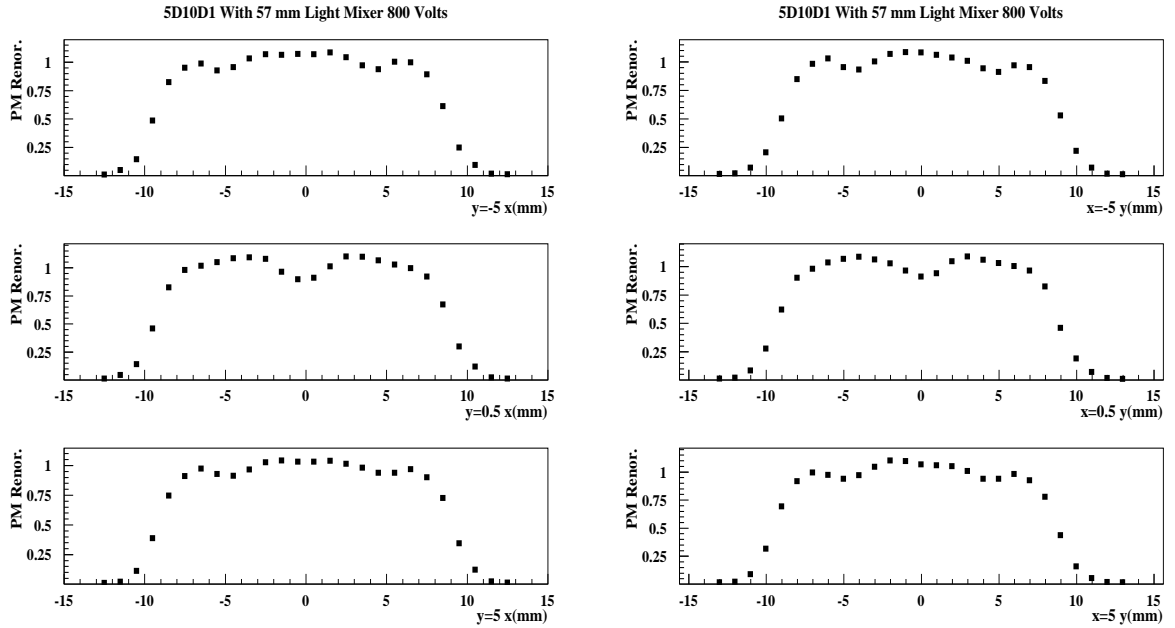 5D10D1 With 57 mm Light Mixer 800 Volts
PM Renor.
1
0.75
0.5
0.25
-15 -10 -5 0 5 10 15
y=-5 x(mm)
PM Renor.
1
0.75
0.5
0.25
-15 -10 -5 0 5 10 15
y=0.5 x(mm)
PM Renor.
1
0.75
0.5
0.25
-15 -10 -5 0 5 10 15
y=5 x(mm)
5D10D1 With 57 mm Light Mixer 800 Volts
PM Renor.
1
0.75
0.5
0.25
-15 -10 -5 0 5 10 15
x=-5 y(mm)
PM Renor.
1
0.75
0.5
0.25
-15 -10 -5 0 5 10 15
x=0.5 y(mm)
PM Renor.
1
0.75
0.5
0.25
-15 -10 -5 0 5 10 15
x=5 y(mm)